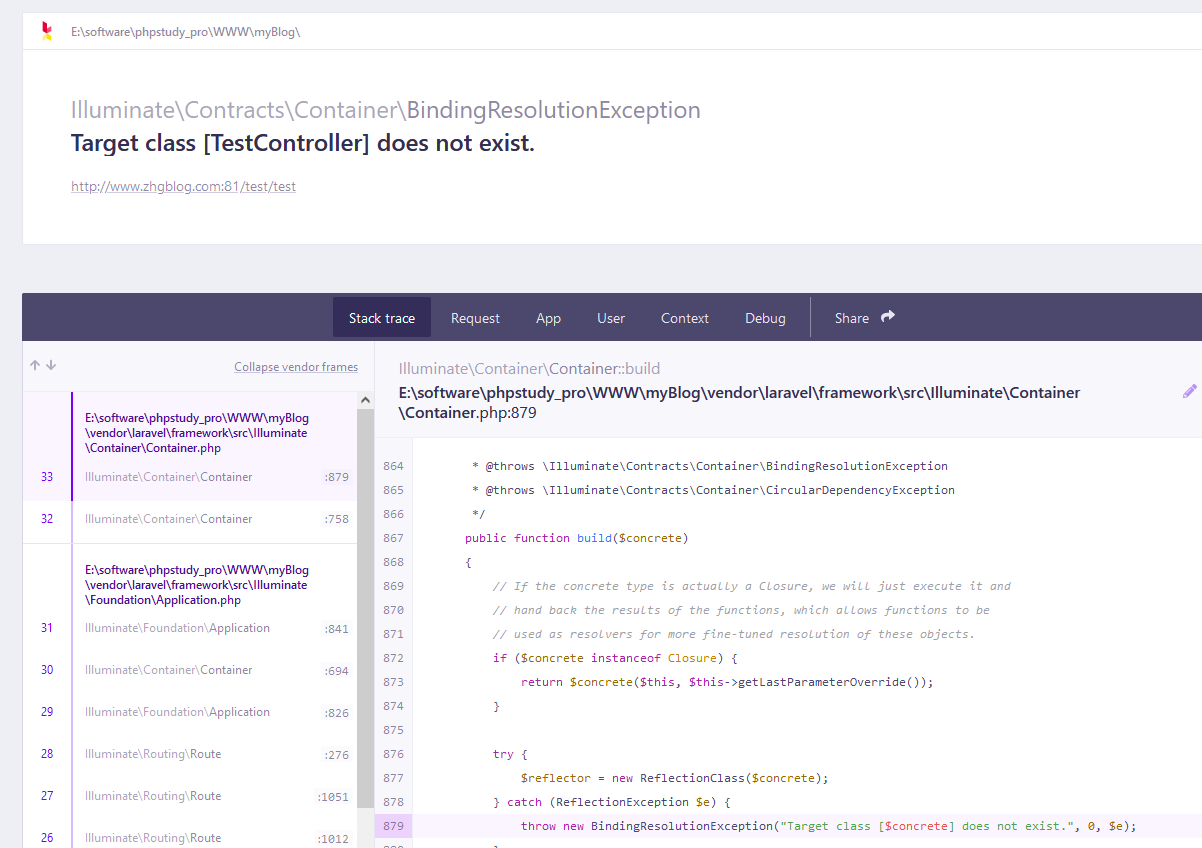 E:\software\phpstudy_pro\WWW\myBlog\
Illuminate\Contracts\Container\BindingResolutionException
Target class [TestController] does not exist.
http://www.zhgblog.com:81/test/test
Stack trace Request App User Context Debug Share
Collapse vendor frames
E:\software\phpstudy_pro\WWW\myBlog
\vendor\laravel\framework\src\Illuminate
\Container\Container.php
33 Illuminate\Container\Container :879
32 Illuminate\Container\Container :758
E:\software\phpstudy_pro\WWW\myBlog
\vendor\laravel\framework\src\Illuminate
\Foundation\Application.php
31 Illuminate\Foundation\Application :841
30 Illuminate\Container\Container :694
29 Illuminate\Foundation\Application :826
28 Illuminate\Routing\Route :276
27 Illuminate\Routing\Route :1051
26 Illuminate\Routing\Route :1012
Illuminate\Container\Container::build
E:\software\phpstudy_pro\WWW\myBlog\vendor\laravel\framework\src\Illuminate\Container
\Container.php:879
864 * @throws \Illuminate\Contracts\Container\BindingResolutionException
865 * @throws \Illuminate\Contracts\Container\CircularDependencyException
866 */
867 public function build($concrete)
868 {
869 // If the concrete type is actually a Closure, we will just execute it and
870 // hand back the results of the functions, which allows functions to be
871 // used as resolvers for more fine-tuned resolution of these objects.
872 if ($concrete instanceof Closure) {
873 return $concrete($this, $this->getLastParameterOverride());
874 }
875
876 try {
877 $reflector = new ReflectionClass($concrete);
878 } catch (ReflectionException $e) {
879 throw new BindingResolutionException("Target class [$concrete] does not exist.", 0, $e);